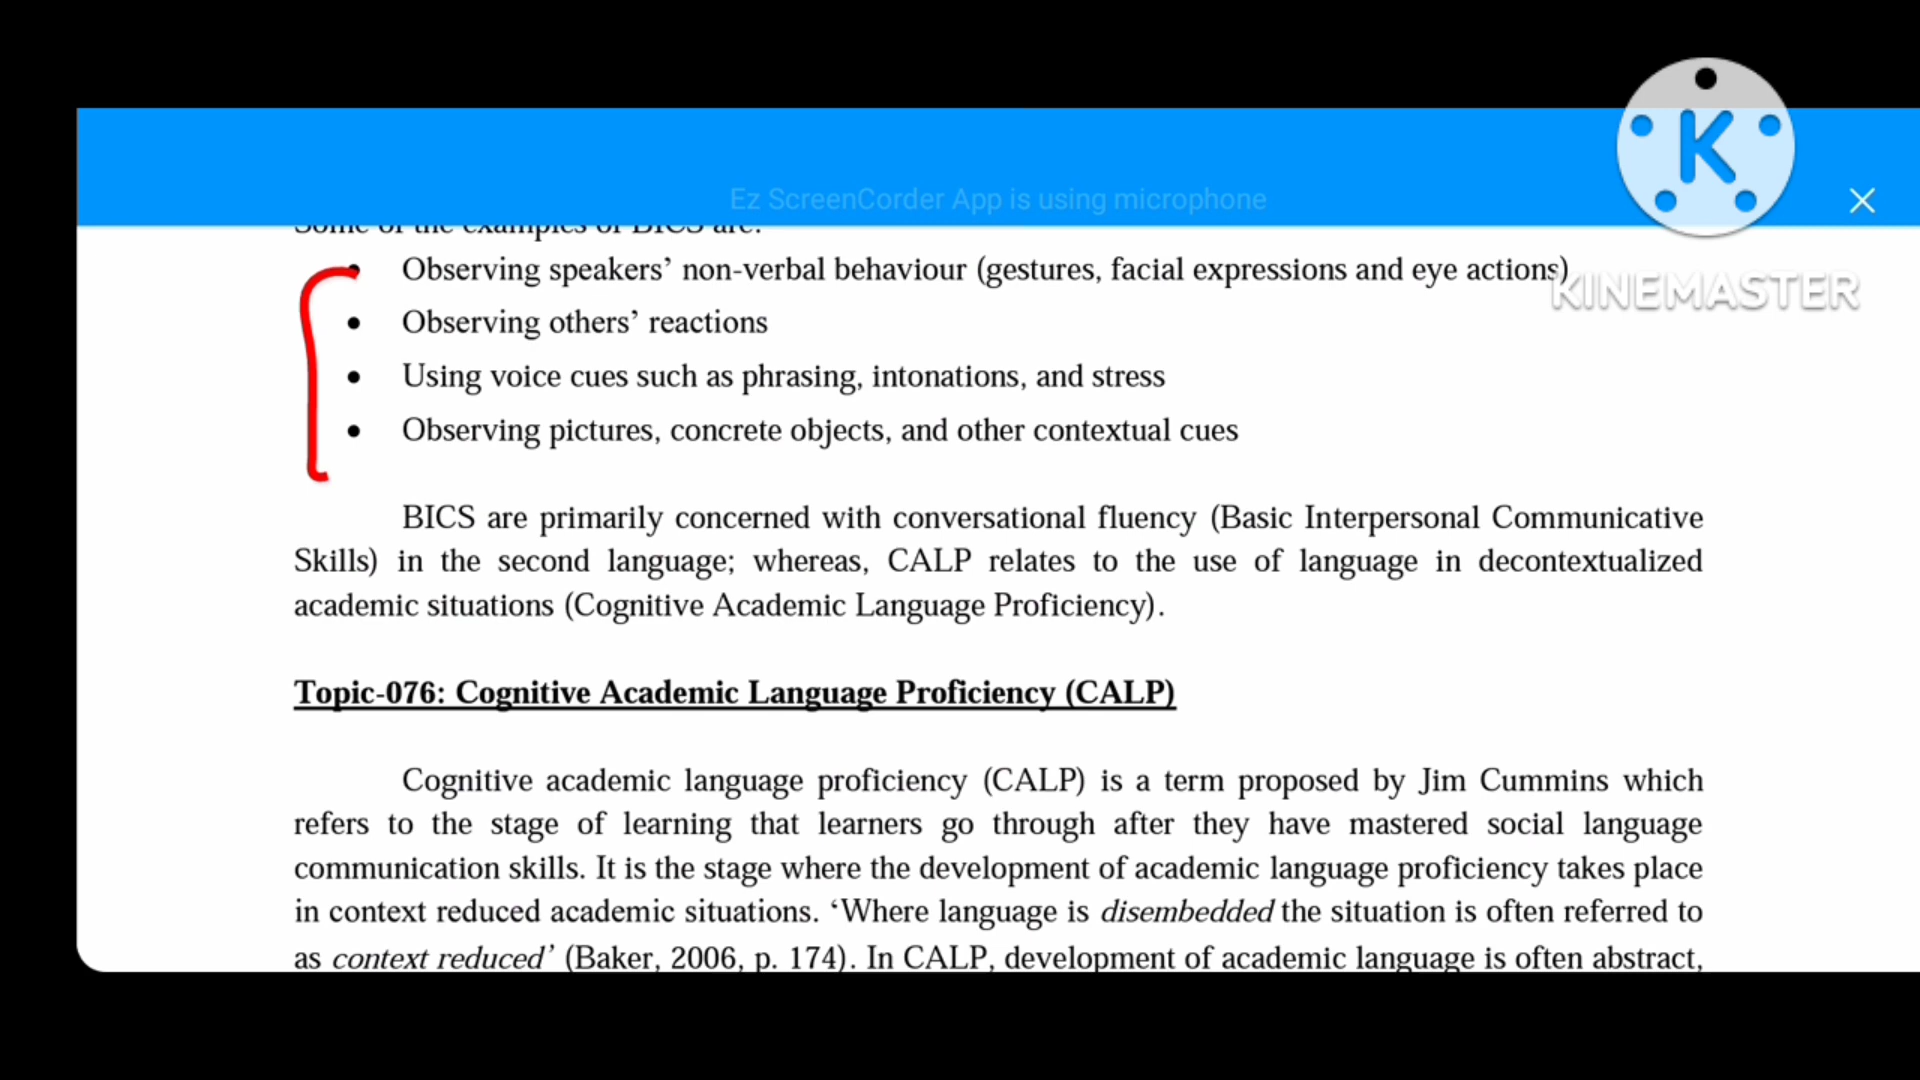 K
Ez ScreenCorder App is using microphone
KINEMASTER
Some of the examples of BICS are:
• Observing speakers’ non-verbal behaviour (gestures, facial expressions and eye actions)
• Observing others’ reactions
• Using voice cues such as phrasing, intonations, and stress
• Observing pictures, concrete objects, and other contextual cues
BICS are primarily concerned with conversational fluency (Basic Interpersonal Communicative
Skills) in the second language; whereas, CALP relates to the use of language in decontextualized
academic situations (Cognitive Academic Language Proficiency).
Topic-076: Cognitive Academic Language Proficiency (CALP)
Cognitive academic language proficiency (CALP) is a term proposed by Jim Cummins which
refers to the stage of learning that learners go through after they have mastered social language
communication skills. It is the stage where the development of academic language proficiency takes place
in context reduced academic situations. ‘Where language is disembedded the situation is often referred to
as context reduced’ (Baker, 2006, p. 174). In CALP, development of academic language is often abstract,